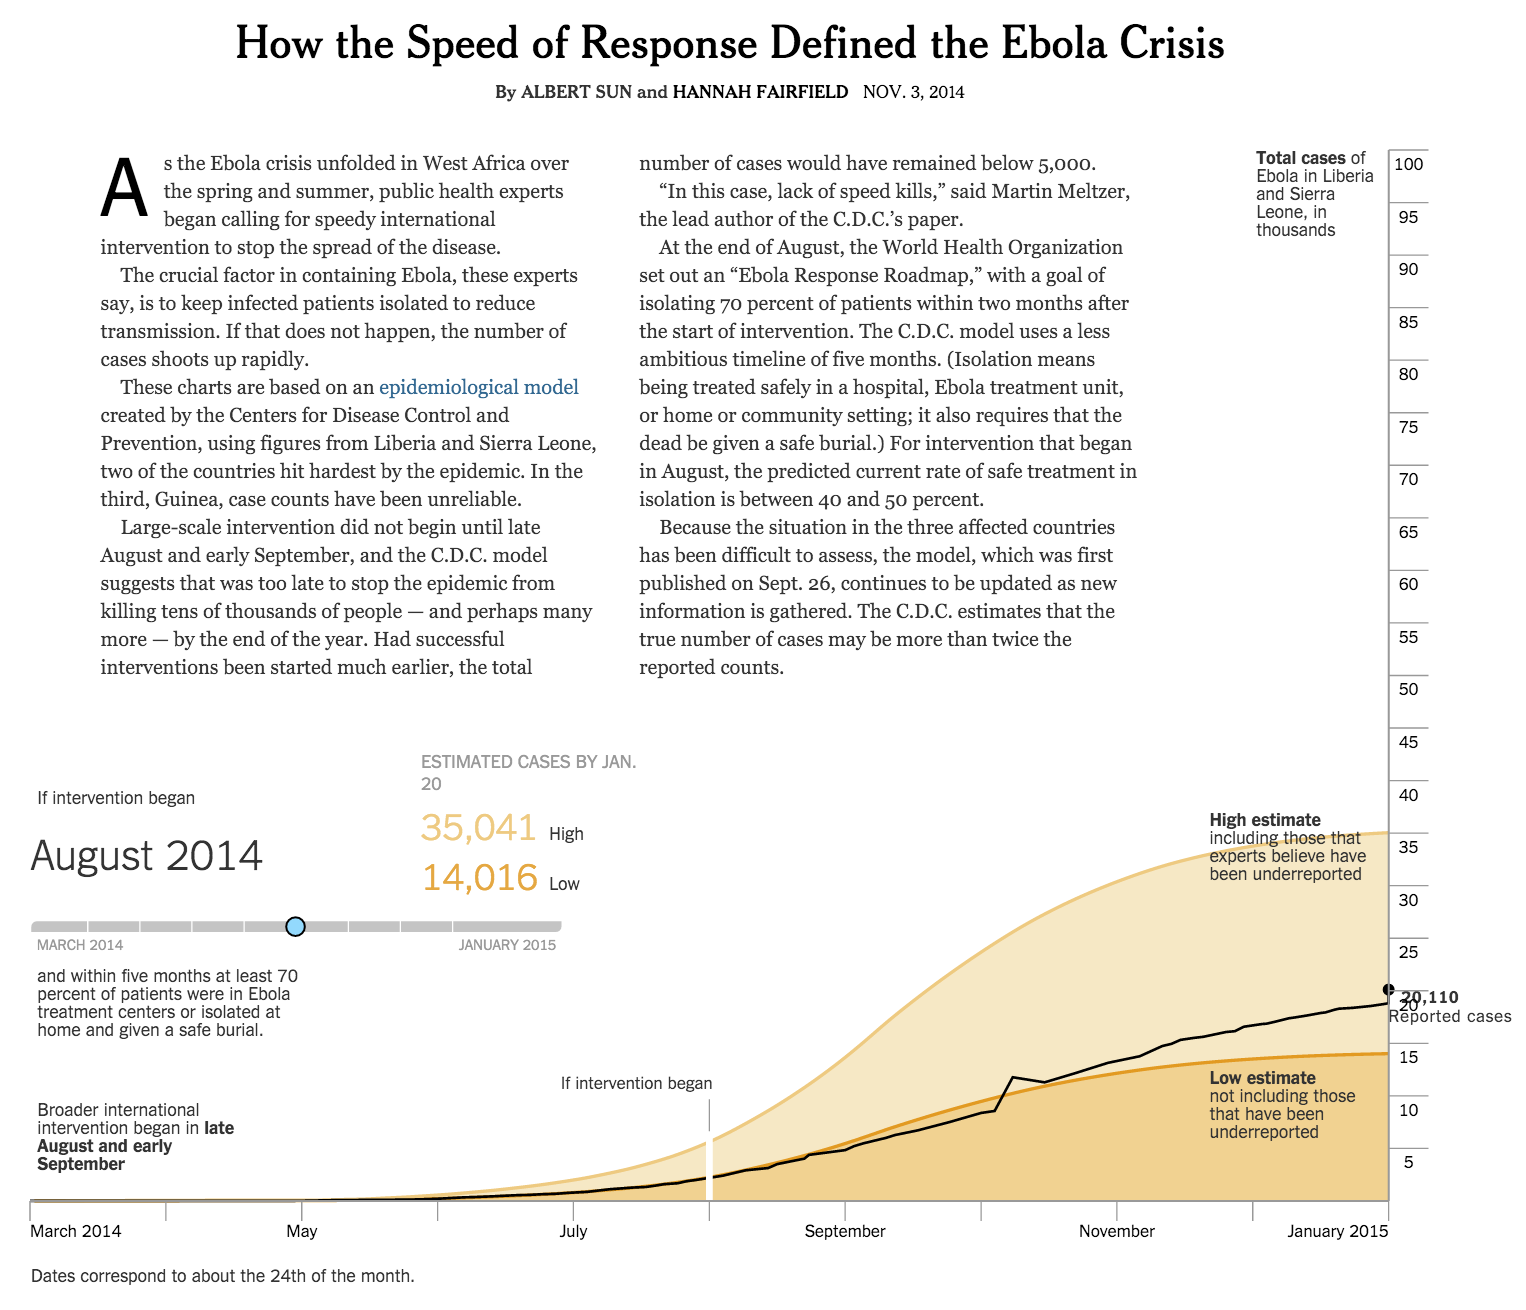 How the Speed of Response Defined the Ebola Crisis
By ALBERT SUN and HANNAH FAIRFIELD NOV. 3, 2014
As the Ebola crisis unfolded in West Africa over
the spring and summer, public health experts
began calling for speedy international
intervention to stop the spread of the disease.
The crucial factor in containing Ebola, these experts
say, is to keep infected patients isolated to reduce
transmission. If that does not happen, the number of
cases shoots up rapidly.
These charts are based on an epidemiological model
created by the Centers for Disease Control and
Prevention, using figures from Liberia and Sierra Leone,
two of the countries hit hardest by the epidemic. In the
third, Guinea, case counts have been unreliable.
Large-scale intervention did not begin until late
August and early September, and the C.D.C. model
suggests that was too late to stop the epidemic from
killing tens of thousands of people — and perhaps many
more — by the end of the year. Had successful
interventions been started much earlier, the total
number of cases would have remained below 5,000.
“In this case, lack of speed kills,” said Martin Meltzer,
the lead author of the C.D.C.’s paper.
At the end of August, the World Health Organization
set out an “Ebola Response Roadmap,” with a goal of
isolating 70 percent of patients within two months after
the start of intervention. The C.D.C. model uses a less
ambitious timeline of five months. (Isolation means
being treated safely in a hospital, Ebola treatment unit,
or home or community setting; it also requires that the
dead be given a safe burial.) For intervention that began
in August, the predicted current rate of safe treatment in
isolation is between 40 and 50 percent.
Because the situation in the three affected countries
has been difficult to assess, the model, which was first
published on Sept. 26, continues to be updated as new
information is gathered. The C.D.C. estimates that the
true number of cases may be more than twice the
reported counts.
Total cases of
Ebola in Liberia
and Sierra
Leone, in
thousands
100
95
90
85
80
75
70
65
60
55
50
45
40
35
30
25
20
15
10
5
If intervention began
August 2014
MARCH 2014
JANUARY 2015
and within five months at least 70
percent of patients were in Ebola
treatment centers or isolated at
home and given a safe burial.
ESTIMATED CASES BY JAN.
20
35,041 High
14,016 Low
Broader international
intervention began in late
August and early
September
If intervention began
High estimate
including those that
experts believe have
been underreported
20,110
Reported cases
Low estimate
not including those
that have been
underreported
March 2014
May
July
September
November
January 2015
Dates correspond to about the 24th of the month.